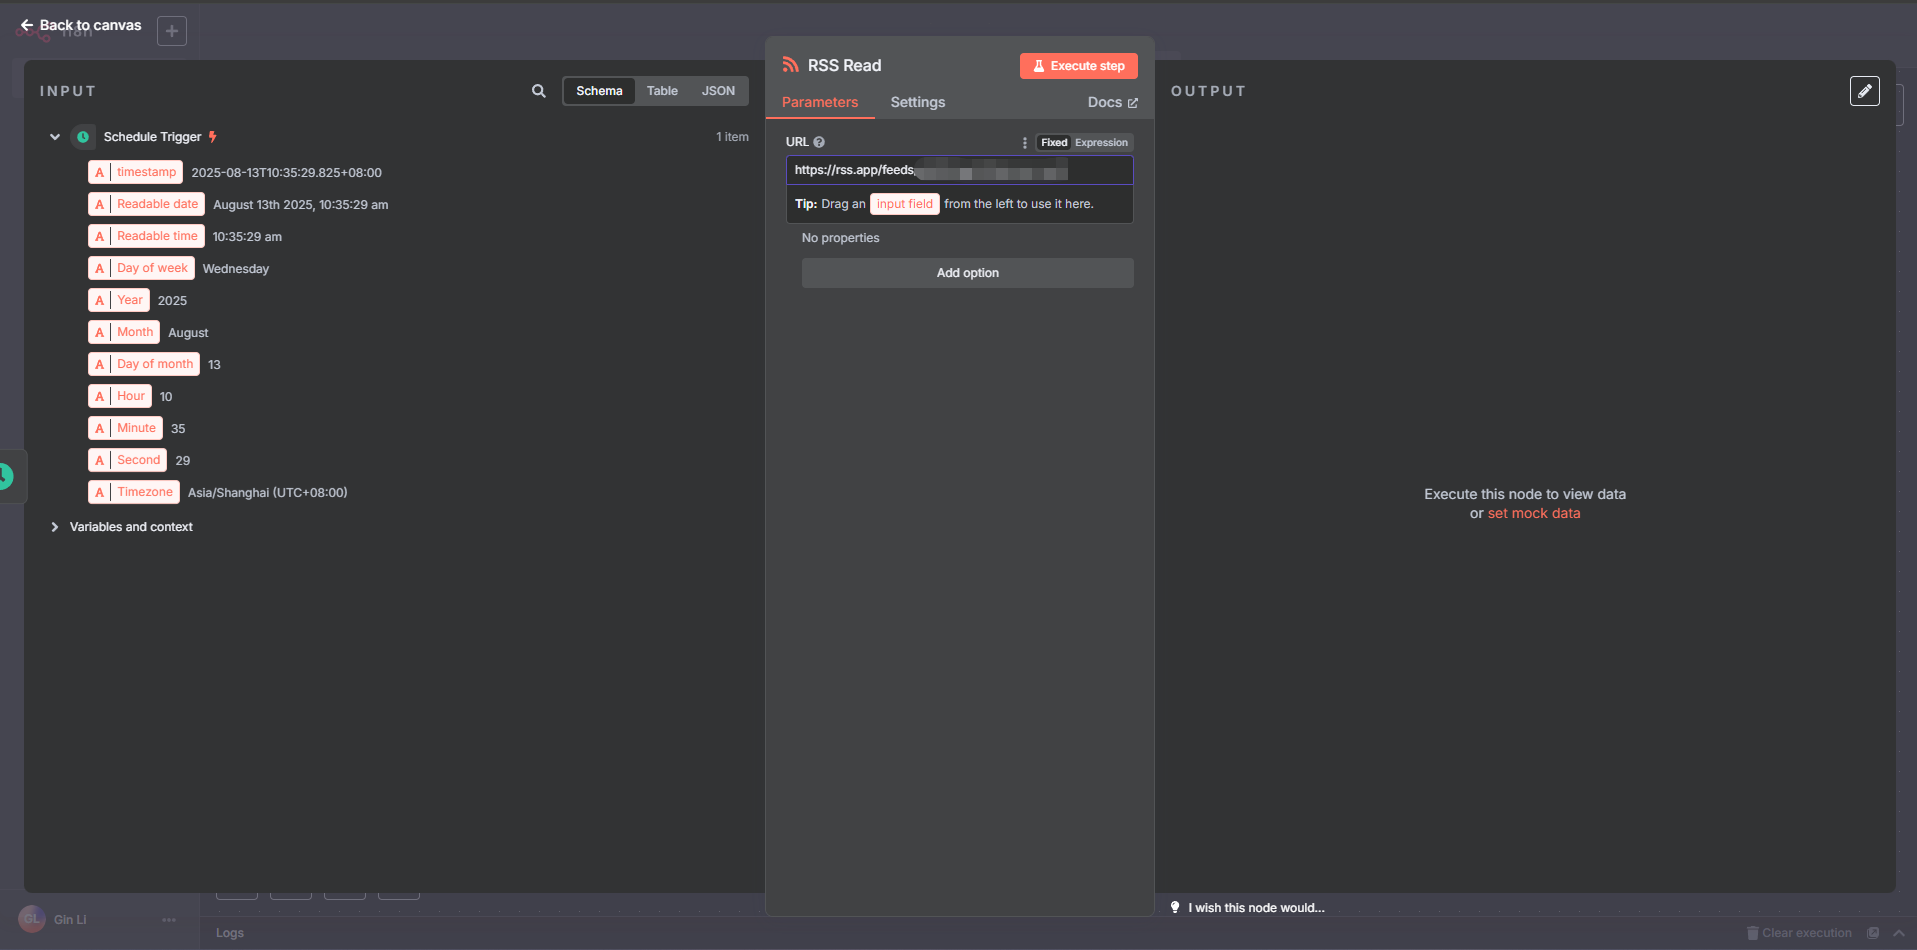 Back to canvas
n8n
INPUT
Schema
Table
JSON
Schedule Trigger
1 item
A timestamp 2025-08-13T10:35:29.825+08:00
A Readable date August 13th 2025, 10:35:29 am
A Readable time 10:35:29 am
A Day of week Wednesday
A Year 2025
A Month August
A Day of month 13
A Hour 10
A Minute 35
A Second 29
A Timezone Asia/Shanghai (UTC+08:00)
Variables and context
RSS Read
Execute step
Parameters
Settings
Docs
URL
Fixed
Expression
https://rss.app/feeds
Tip: Drag an input field from the left to use it here.
No properties
Add option
OUTPUT
Execute this node to view data
or set mock data
I wish this node would...
GL
Gin Li
Logs
Clear execution